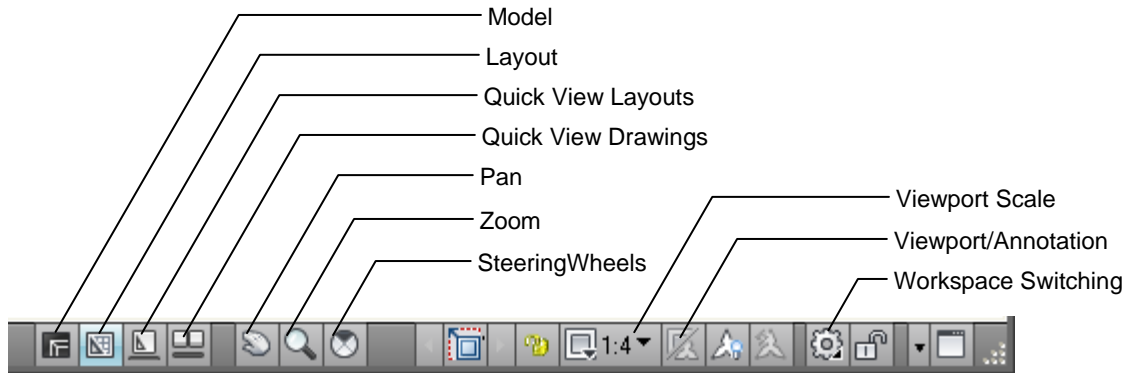 Model
Layout
Quick View Layouts
Quick View Drawings
Pan
Zoom
SteeringWheels
Viewport Scale
Viewport/Annotation
Workspace Switching
1:4